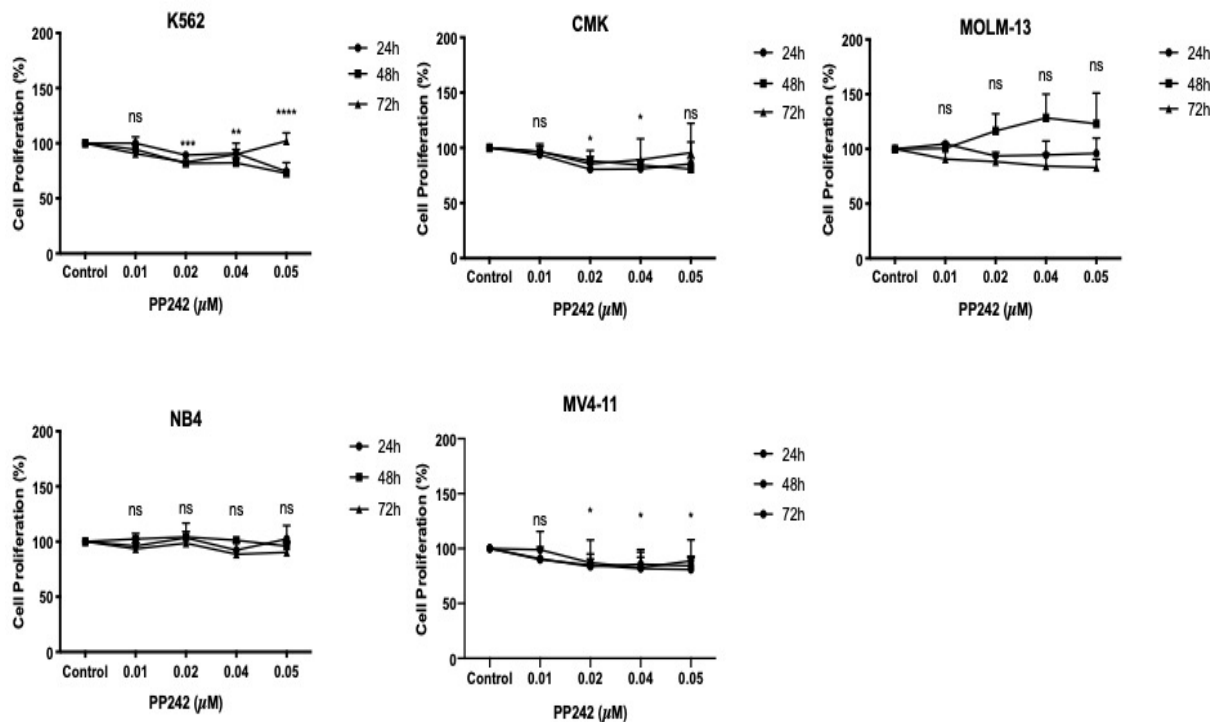 K562
Cell Proliferation (%)
200
150
100
50
0
ns
***
**
****
Control 0.01 0.02 0.04 0.05
PP242 (µM)
24h
48h
72h
CMK
Cell Proliferation (%)
200
150
100
50
0
ns
*
*
ns
Control 0.01 0.02 0.04 0.05
PP242 (µM)
24h
48h
72h
MOLM-13
Cell Proliferation (%)
200
150
100
50
0
ns
ns
ns
ns
Control 0.01 0.02 0.04 0.05
PP242 (µM)
24h
48h
72h
NB4
Cell Proliferation (%)
200
150
100
50
0
ns ns ns ns
Control 0.01 0.02 0.04 0.05
PP242 (µM)
24h
48h
72h
MV4-11
Cell Proliferation (%)
200
150
100
50
0
ns
*
*
*
Control 0.01 0.02 0.04 0.05
PP242 (µM)
24h
48h
72h